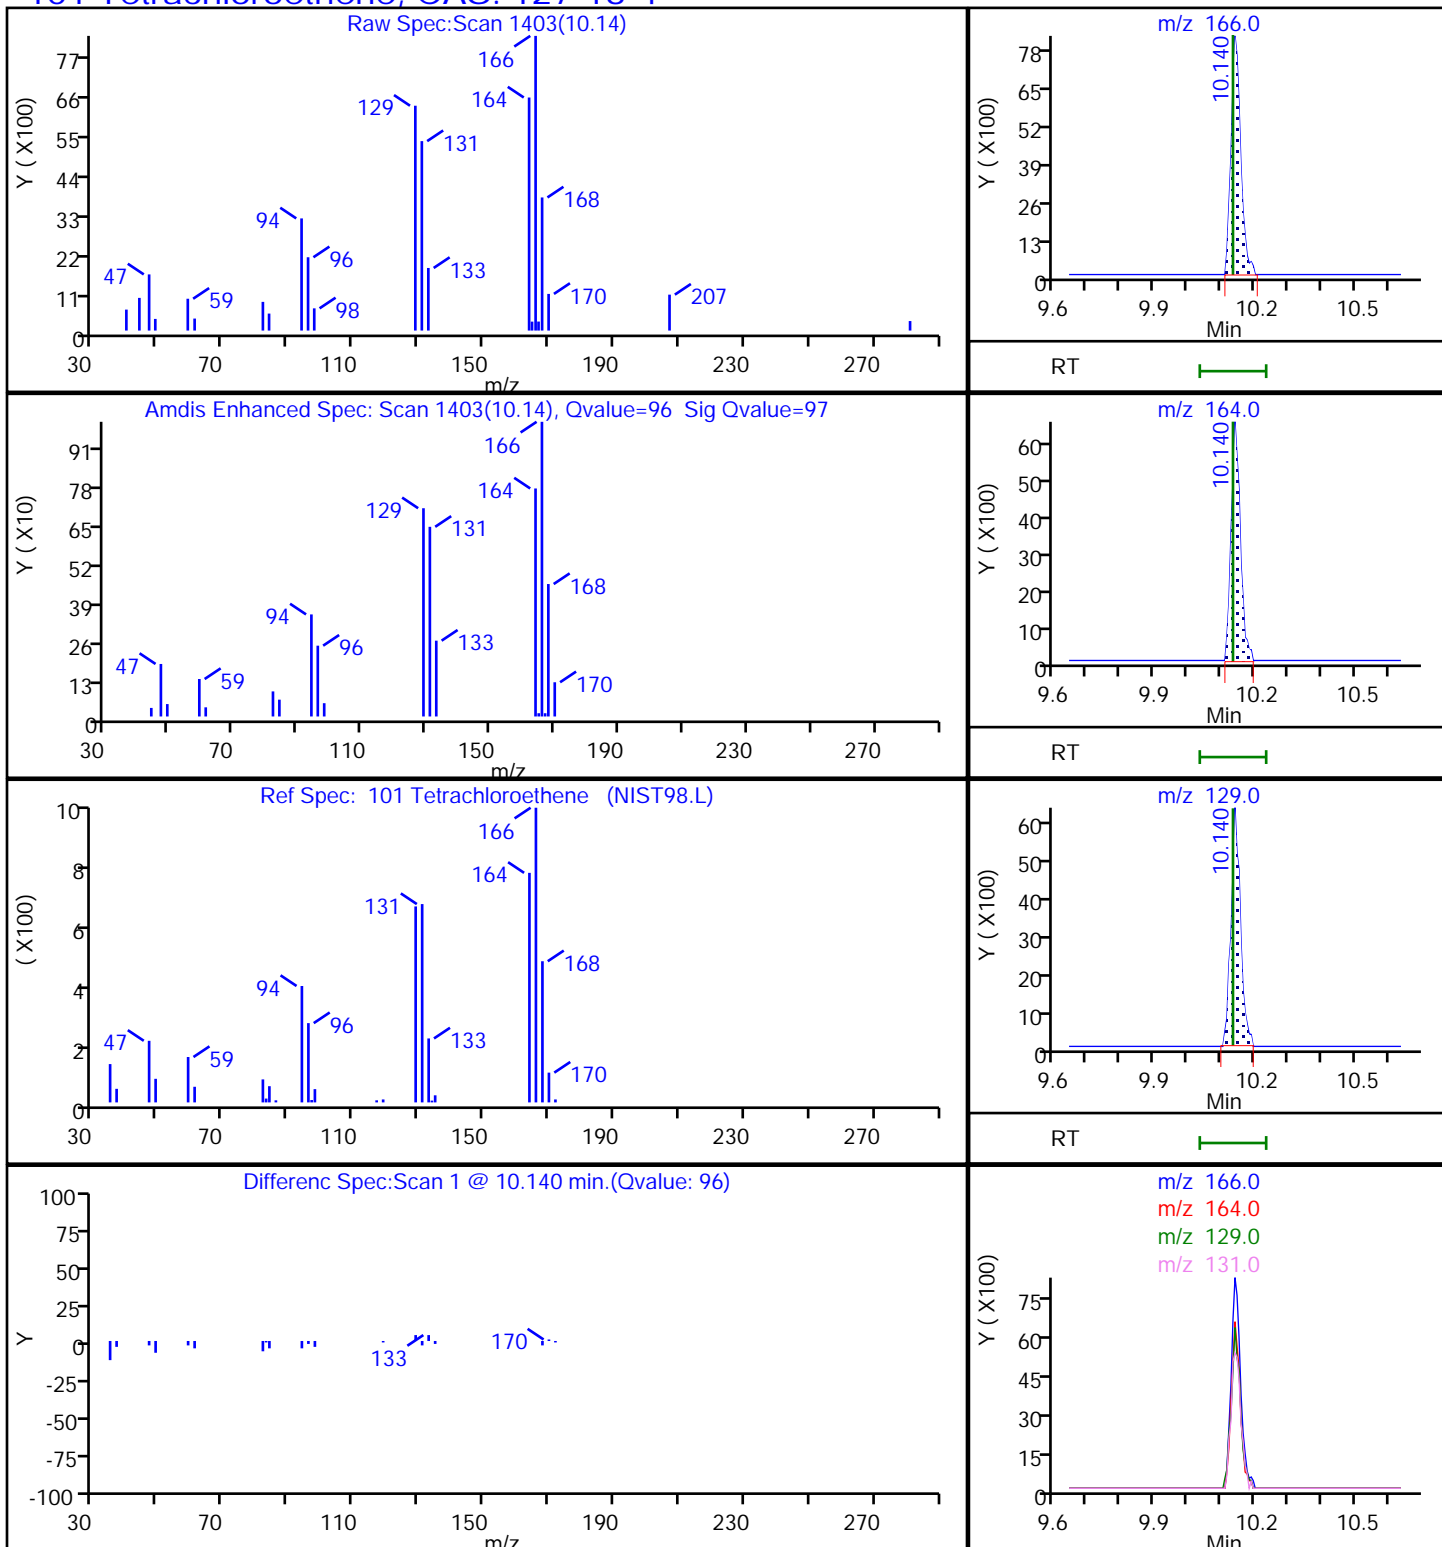 Raw Spec:Scan 1403(10.14)
Y ( X100)
77
66
55
44
33
22
11
0
47
59
94
96
98
129
131
133
164
166
168
170
207
30 70 110 150 190 230 270
m/z
m/z 166.0
Y ( X100)
78
65
52
39
26
13
0
10.140
9.6 9.9 10.2 10.5
Min
RT
Amdis Enhanced Spec: Scan 1403(10.14), Qvalue=96 Sig Qvalue=97
Y ( X10)
91
78
65
52
39
26
13
0
47
59
94
96
129
131
133
164
166
168
170
30 70 110 150 190 230 270
m/z
m/z 164.0
Y ( X100)
60
50
40
30
20
10
0
10.140
9.6 9.9 10.2 10.5
Min
RT
Ref Spec: 101 Tetrachloroethene (NIST98.L)
( X100)
10
8
6
4
2
0
47
59
94
96
131
133
164
166
168
170
30 70 110 150 190 230 270
m/z 129.0
Y ( X100)
60
50
40
30
20
10
0
10.140
9.6 9.9 10.2 10.5
Min
RT
Differenc Spec:Scan 1 @ 10.140 min.(Qvalue: 96)
Y
100
75
50
25
0
-25
-50
-75
-100
133
170
30 70 110 150 190 230 270
m/z
m/z 166.0
m/z 164.0
m/z 129.0
m/z 131.0
Y ( X100)
75
60
45
30
15
0
9.6 9.9 10.2 10.5
Min